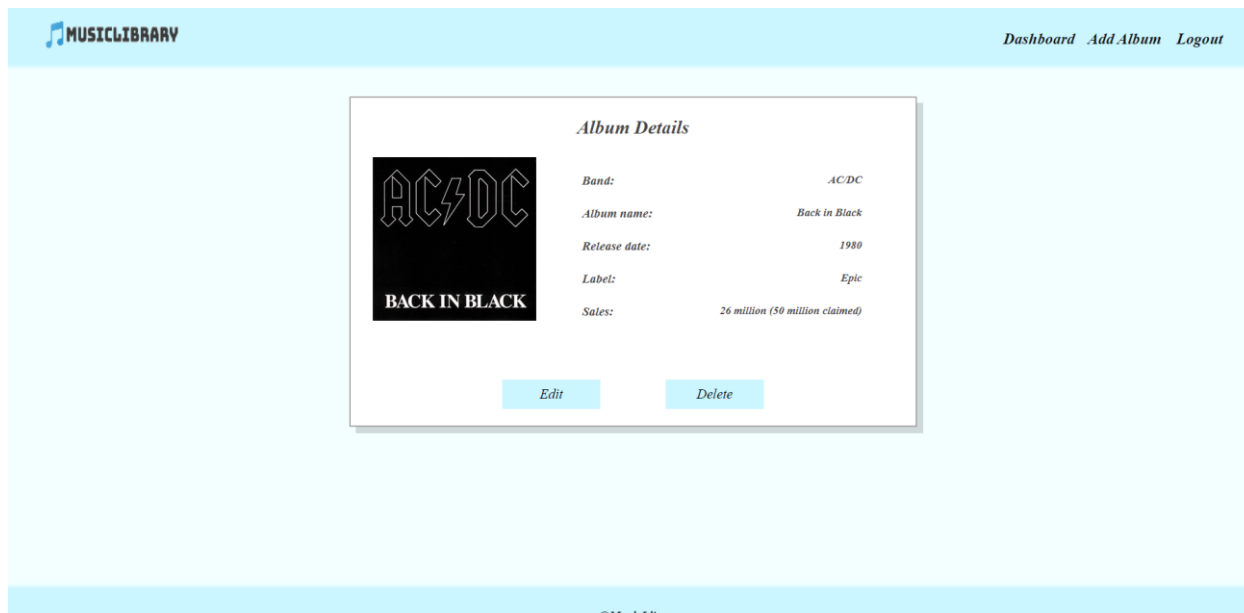 MUSICLIBRARY
Dashboard Add Album Logout
Album Details
AC/DC
BACK IN BLACK
Band: AC/DC
Album name: Back in Black
Release date: 1980
Label: Epic
Sales: 26 million (50 million claimed)
Edit Delete